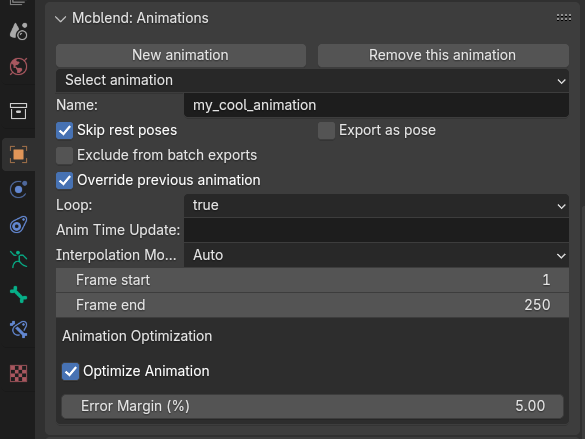 Mcblend: Animations
New animation Remove this animation
Select animation
Name: my_cool_animation
Skip rest poses Export as pose
Exclude from batch exports
Override previous animation
Loop: true
Anim Time Update:
Interpolation Mo... Auto
Frame start 1
Frame end 250
Animation Optimization
Optimize Animation
Error Margin (%) 5.00